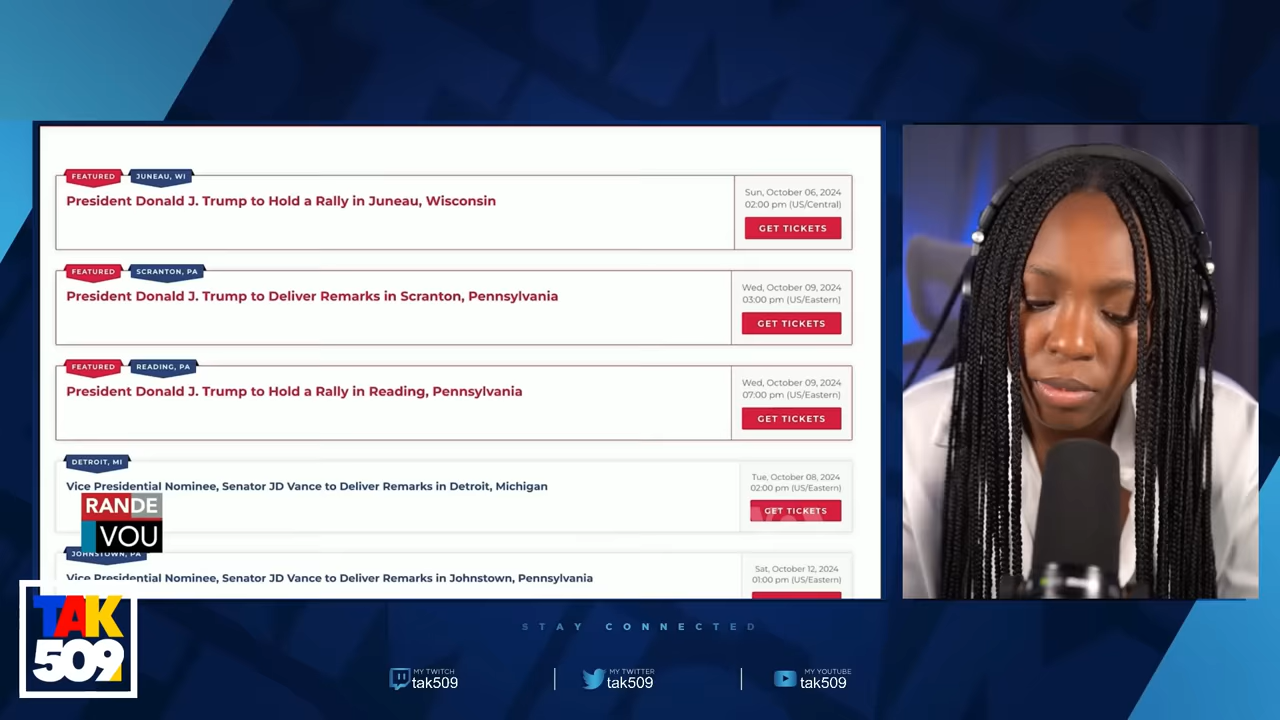 FEATURED
JUNEAU, WI
President Donald J. Trump to Hold a Rally in Juneau, Wisconsin
Sun, October 06, 2024
02:00 pm (US/Central)
GET TICKETS
FEATURED
SCRANTON, PA
President Donald J. Trump to Deliver Remarks in Scranton, Pennsylvania
Wed, October 09, 2024
03:00 pm (US/Eastern)
GET TICKETS
FEATURED
READING, PA
President Donald J. Trump to Hold a Rally in Reading, Pennsylvania
Wed, October 09, 2024
07:00 pm (US/Eastern)
GET TICKETS
DETROIT, MI
Vice Presidential Nominee, Senator JD Vance to Deliver Remarks in Detroit, Michigan
Tue, October 08, 2024
02:00 pm (US/Eastern)
GET TICKETS
RANDE
VOU
JOHNSTOWN, PA
Vice Presidential Nominee, Senator JD Vance to Deliver Remarks in Johnstown, Pennsylvania
Sat, October 12, 2024
01:00 pm (US/Eastern)
TAK
509
STAY CONNECTED
MY TWITCH
tak509
MY TWITTER
tak509
MY YOUTUBE
tak509